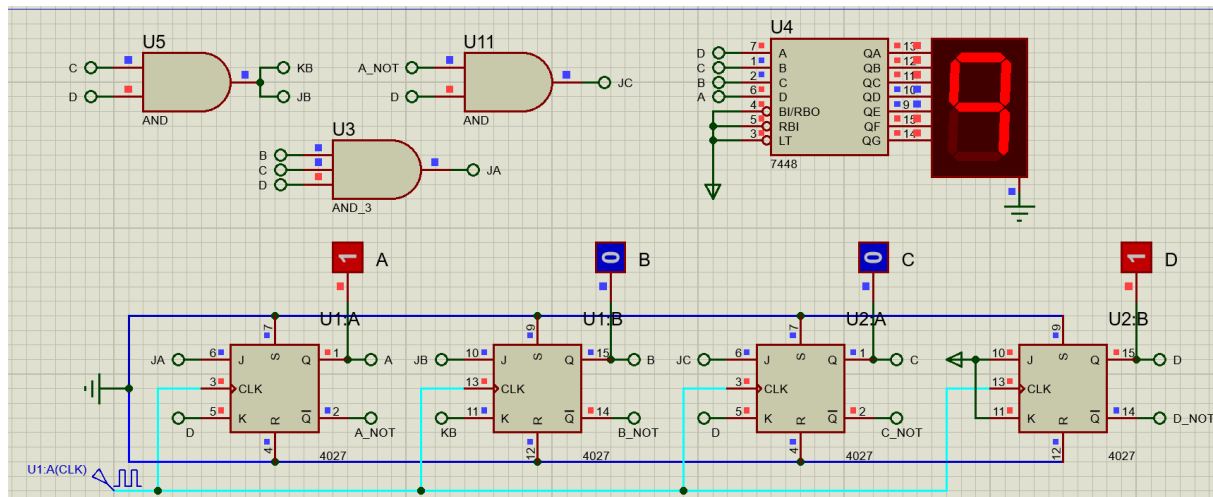 U5
C
D
KB
JB
AND
U11
A_NOT
D
JC
AND
U3
B
C
D
JA
AND_3
U4
D 7 A QA 13
C 1 B QB 12
B 2 C QC 11
A 6 D QD 10
4 BI/RBO QE 9
5 RBI QF 15
3 LT QG 14
7448
9
1 A
0 B
0 C
1 D
U1:A
JA 6 J S 7 Q 1 A
3 CLK
D 5 K R 4 Q 2 A_NOT
4027
U1:B
JB 10 J S 9 Q 15 B
13 CLK
KB 11 K R 12 Q 14 B_NOT
4027
U2:A
JC 6 J S 7 Q 1 C
3 CLK
D 5 K R 4 Q 2 C_NOT
4027
U2:B
10 J S 9 Q 15 D
13 CLK
11 K R 12 Q 14 D_NOT
4027
U1:A(CLK)